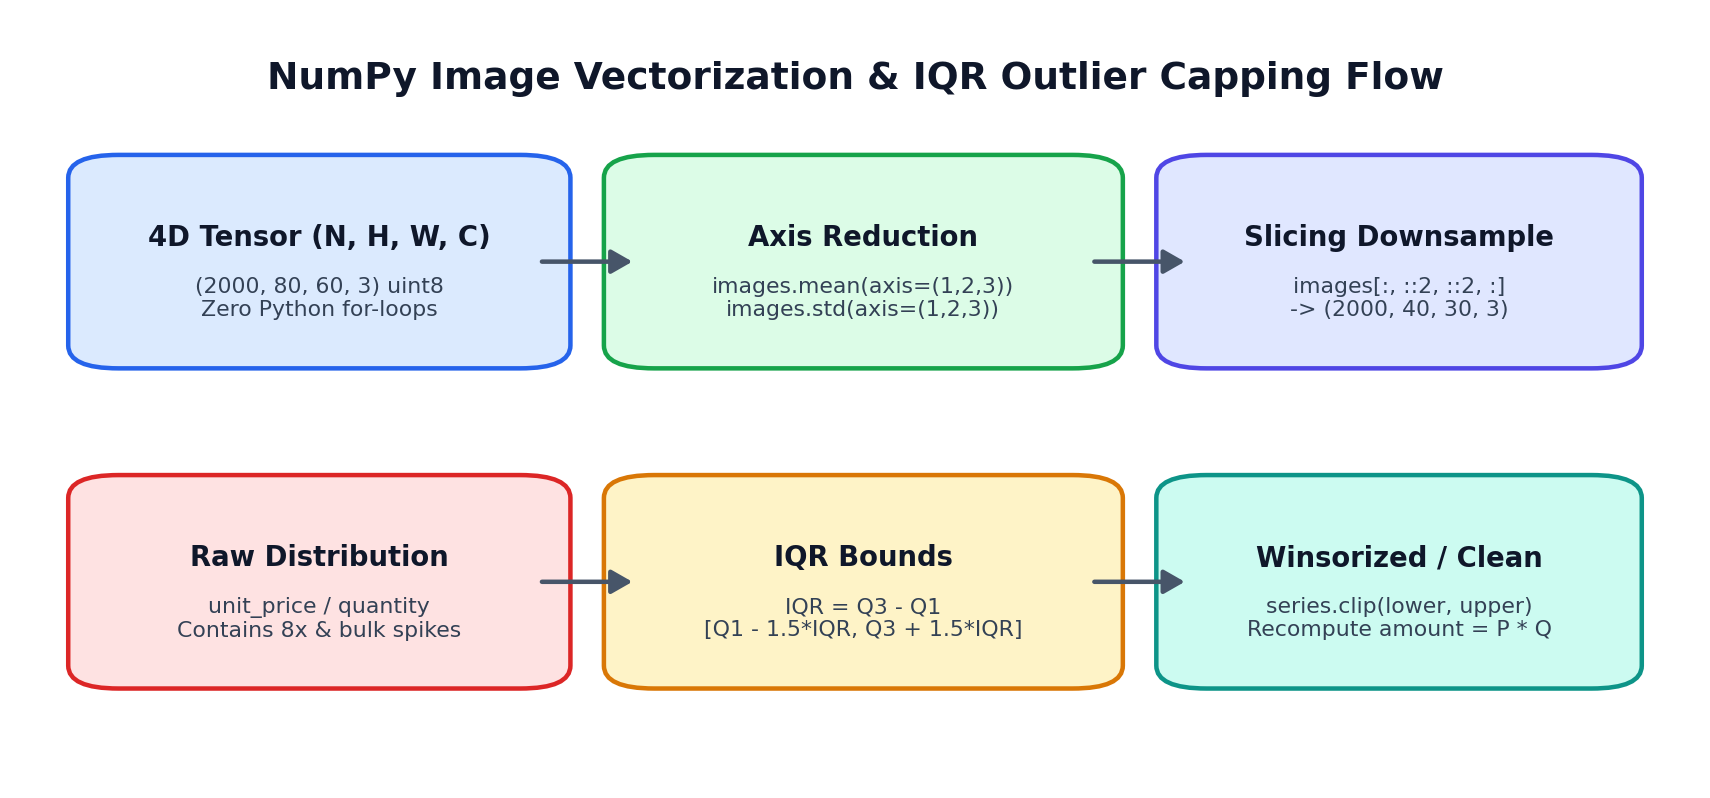 NumPy Image Vectorization & IQR Outlier Capping Flow
4D Tensor (N, H, W, C)
(2000, 80, 60, 3) uint8
Zero Python for-loops
Axis Reduction
images.mean(axis=(1,2,3))
images.std(axis=(1,2,3))
Slicing Downsample
images[:, ::2, ::2, :]
-> (2000, 40, 30, 3)
Raw Distribution
unit_price / quantity
Contains 8x & bulk spikes
IQR Bounds
IQR = Q3 - Q1
[Q1 - 1.5*IQR, Q3 + 1.5*IQR]
Winsorized / Clean
series.clip(lower, upper)
Recompute amount = P * Q